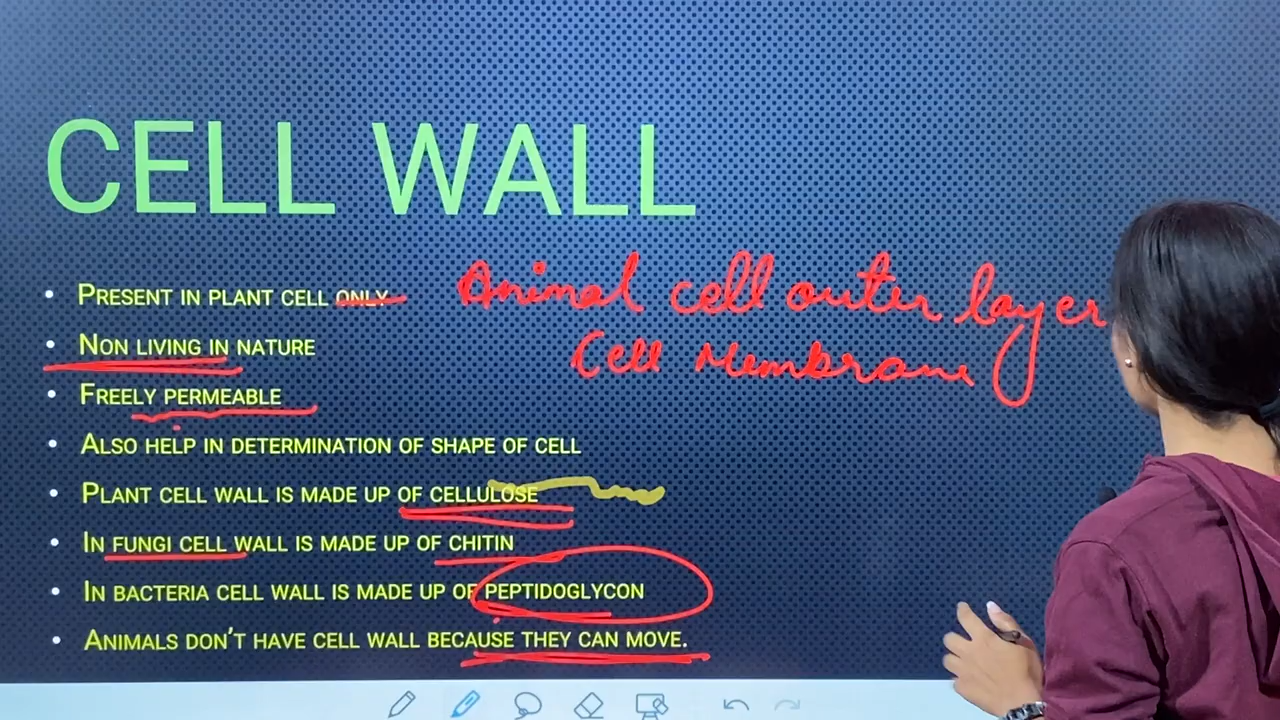 CELL WALL
• PRESENT IN PLANT CELL ONLY
Animal cell outer layer
• NON LIVING IN NATURE
Cell Membrane
• FREELY PERMEABLE
• ALSO HELP IN DETERMINATION OF SHAPE OF CELL
• PLANT CELL WALL IS MADE UP OF CELLULOSE
• IN FUNGI CELL WALL IS MADE UP OF CHITIN
• IN BACTERIA CELL WALL IS MADE UP OF PEPTIDOGLYCON
• ANIMALS DON'T HAVE CELL WALL BECAUSE THEY CAN MOVE.